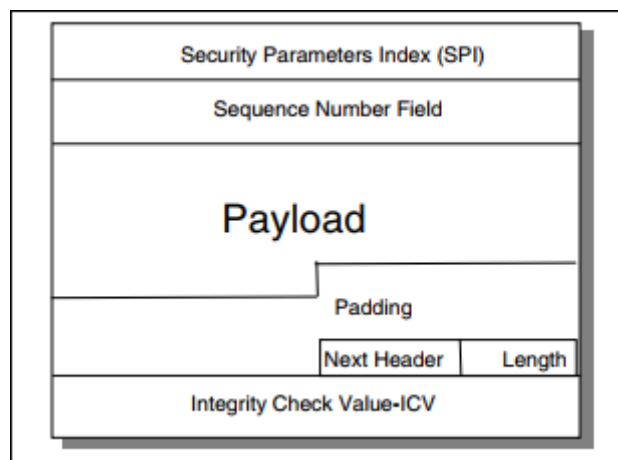 Security Parameters Index (SPI)
Sequence Number Field
Payload
Padding
Next Header
Length
Integrity Check Value-ICV